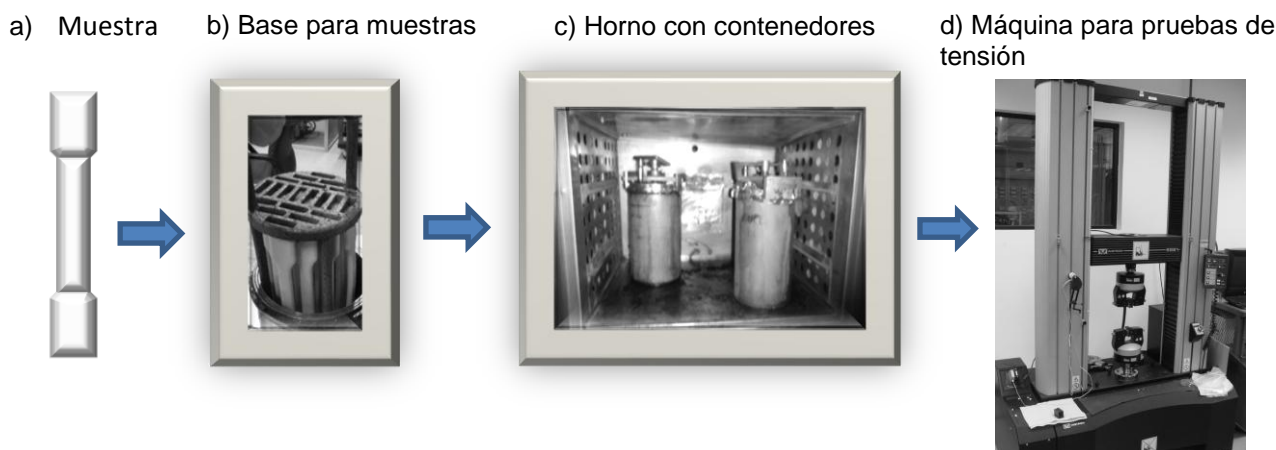 a) Muestra
b) Base para muestras
c) Horno con contenedores
d) Máquina para pruebas de
tensión